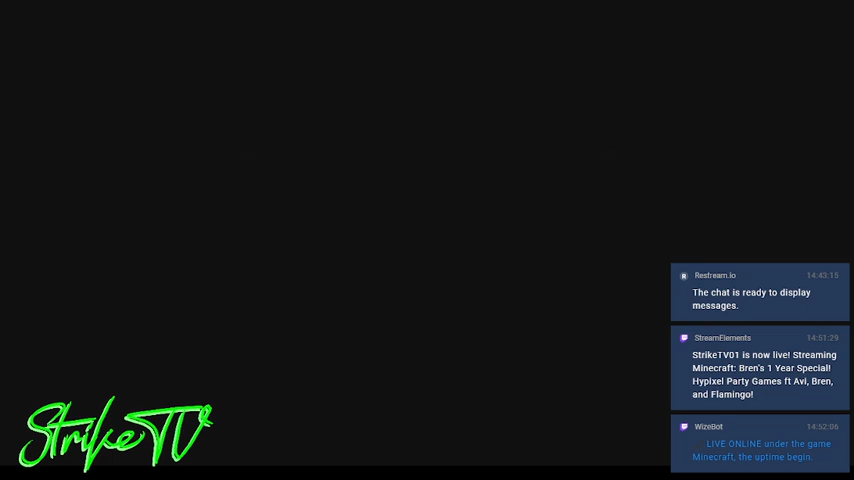 Restream.io 14:43:15
The chat is ready to display
messages.
StreamElements 14:51:29
StrikeTV01 is now live! Streaming
Minecraft: Bren's 1 Year Special!
Hypixel Party Games ft Avi, Bren,
and Flamingo!
WizeBot 14:52:06
LIVE ONLINE under the game
Minecraft, the uptime begin.
StrikeTV